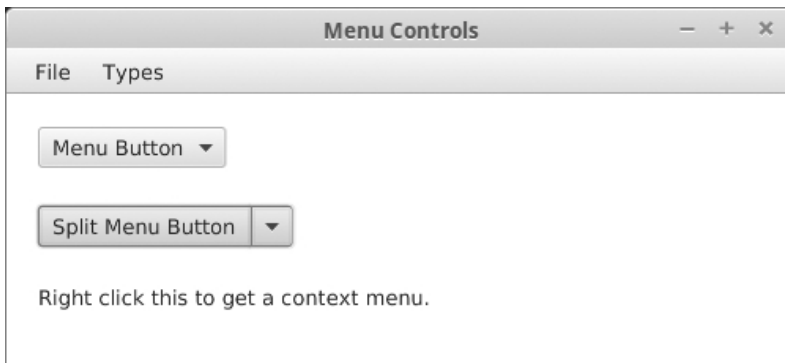 Menu Controls
File Types
Menu Button
Split Menu Button
Right click this to get a context menu.